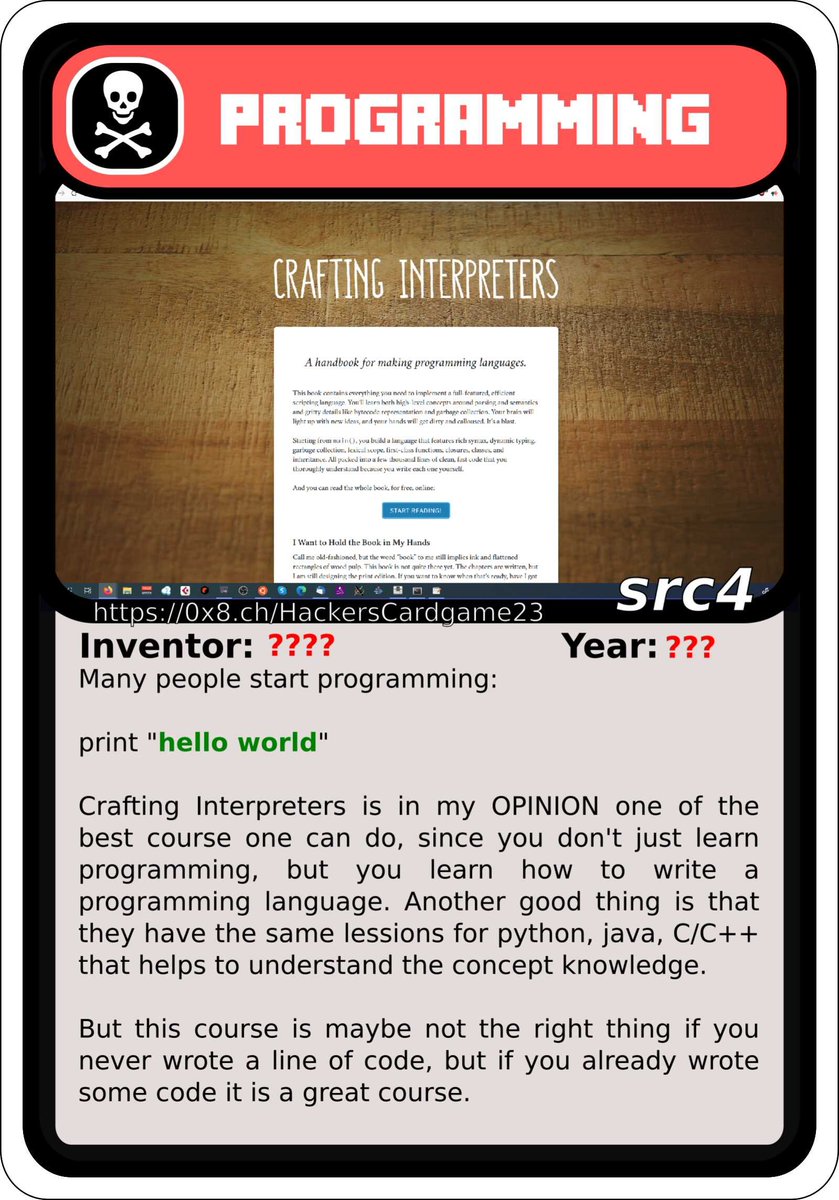 PROGRAMMING
CRAFTING INTERPRETERS
A handbook for making programming languages.
This book contains everything you need to implement a full-featured, efficient
scripting language. You'll learn both high-level concepts around parsing and semantics
and gritty details like bytecode representation and garbage collection. Your brain will
light up with new ideas, and your hands will get dirty and calloused. It's a blast.
Starting from main(), you build a language that features rich syntax, dynamic typing,
garbage collection, lexical scope, first-class functions, closures, classes, and
inheritance. All packed into a few thousand lines of clean, fast code that you
thoroughly understand because you write each one yourself.
And you can read the whole book, for free, online.
START READING!
I Want to Hold the Book in My Hands
Call me old-fashioned, but the word "book" to me still implies ink and flattened
rectangles of wood pulp. This book is not quite there yet. The chapters are written, but
I am still designing the print edition. If you want to know when that's ready, have I got
src4
https://0x8.ch/HackersCardgame23
Inventor: ???? Year: ???
Many people start programming:
print "hello world"
Crafting Interpreters is in my OPINION one of the
best course one can do, since you don't just learn
programming, but you learn how to write a
programming language. Another good thing is that
they have the same lessions for python, java, C/C++
that helps to understand the concept knowledge.
But this course is maybe not the right thing if you
never wrote a line of code, but if you already wrote
some code it is a great course.